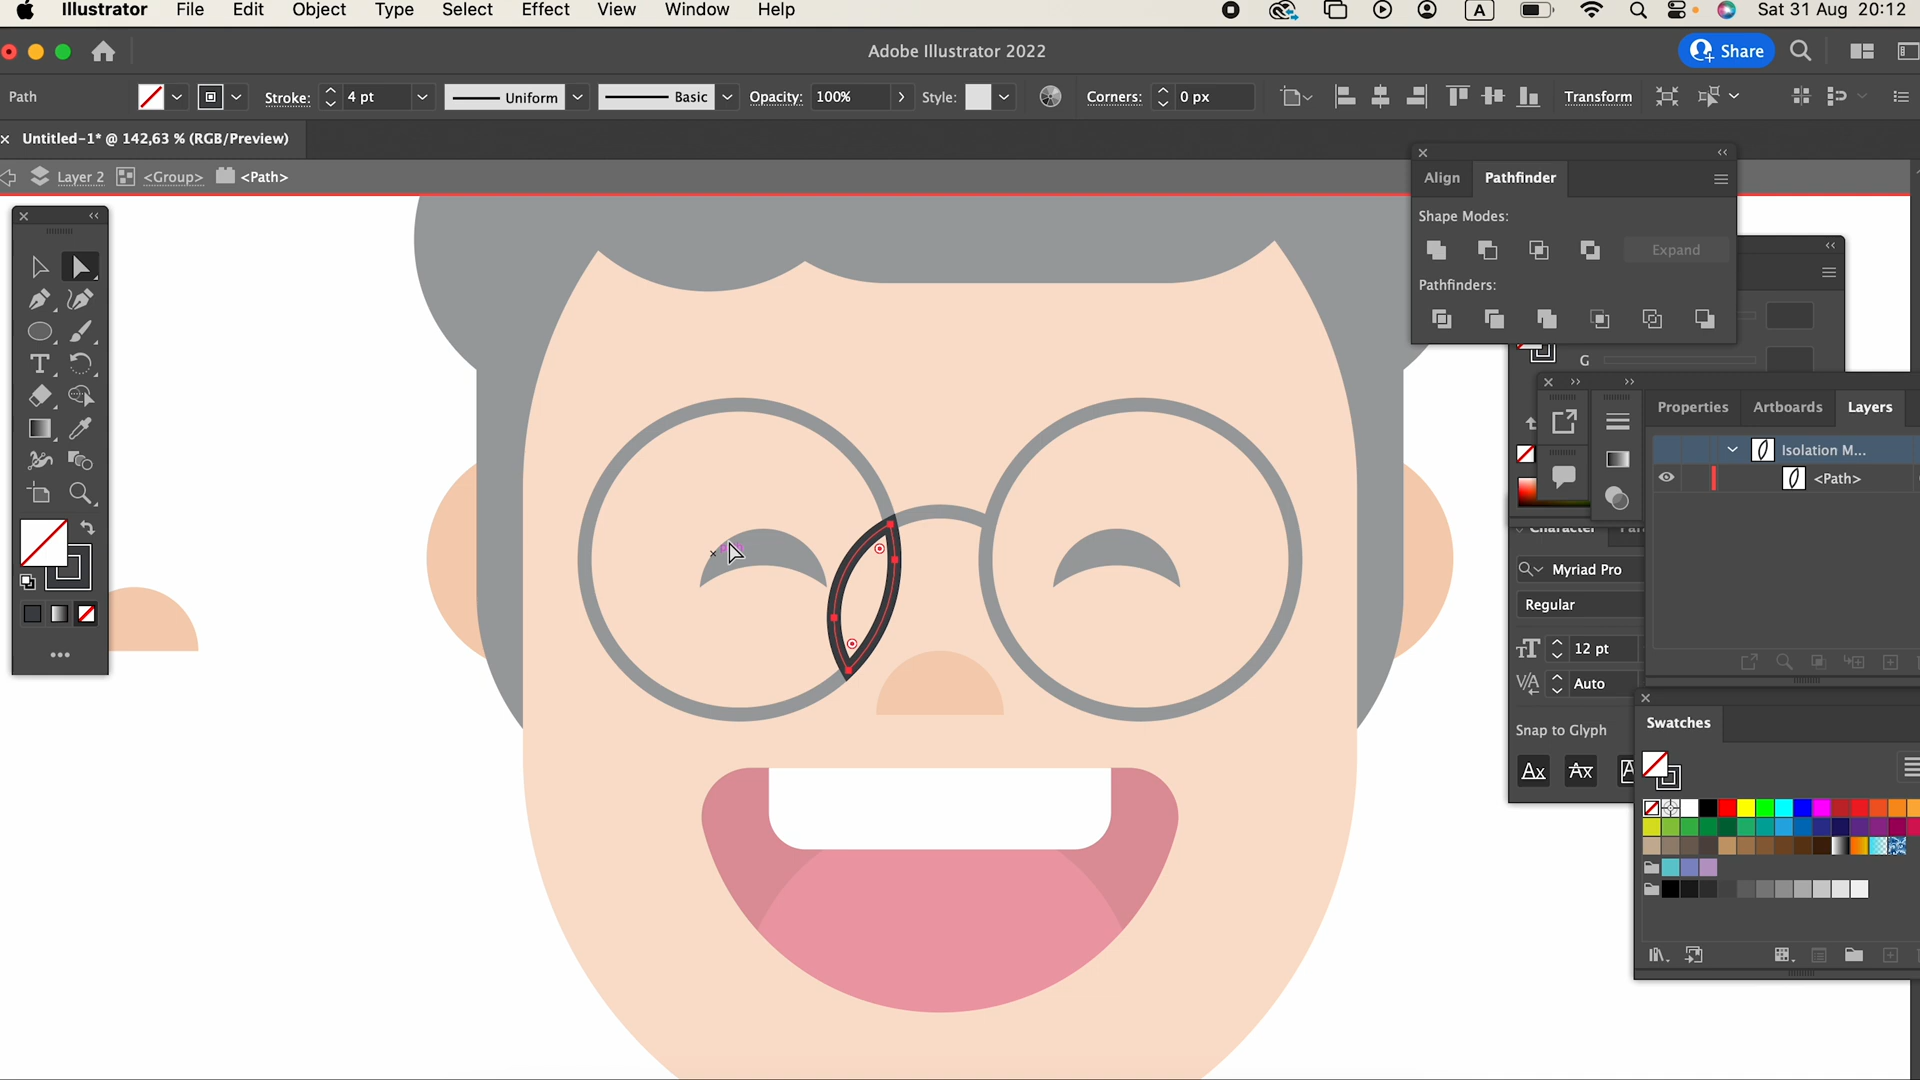 Illustrator File Edit Object Type Select Effect View Window Help A Sat 31 Aug 20:12
Adobe Illustrator 2022 Share
Path Stroke: 4 pt Uniform Basic Opacity: 100% Style: Corners: 0 px Transform
Untitled-1* @ 142,63 % (RGB/Preview)
Layer 2 <Group> <Path>
Align Pathfinder
Shape Modes:
Expand
Pathfinders:
G
Properties Artboards Layers
Isolation M...
<Path>
Character
Myriad Pro
Regular
12 pt
Auto
Snap to Glyph
Swatches